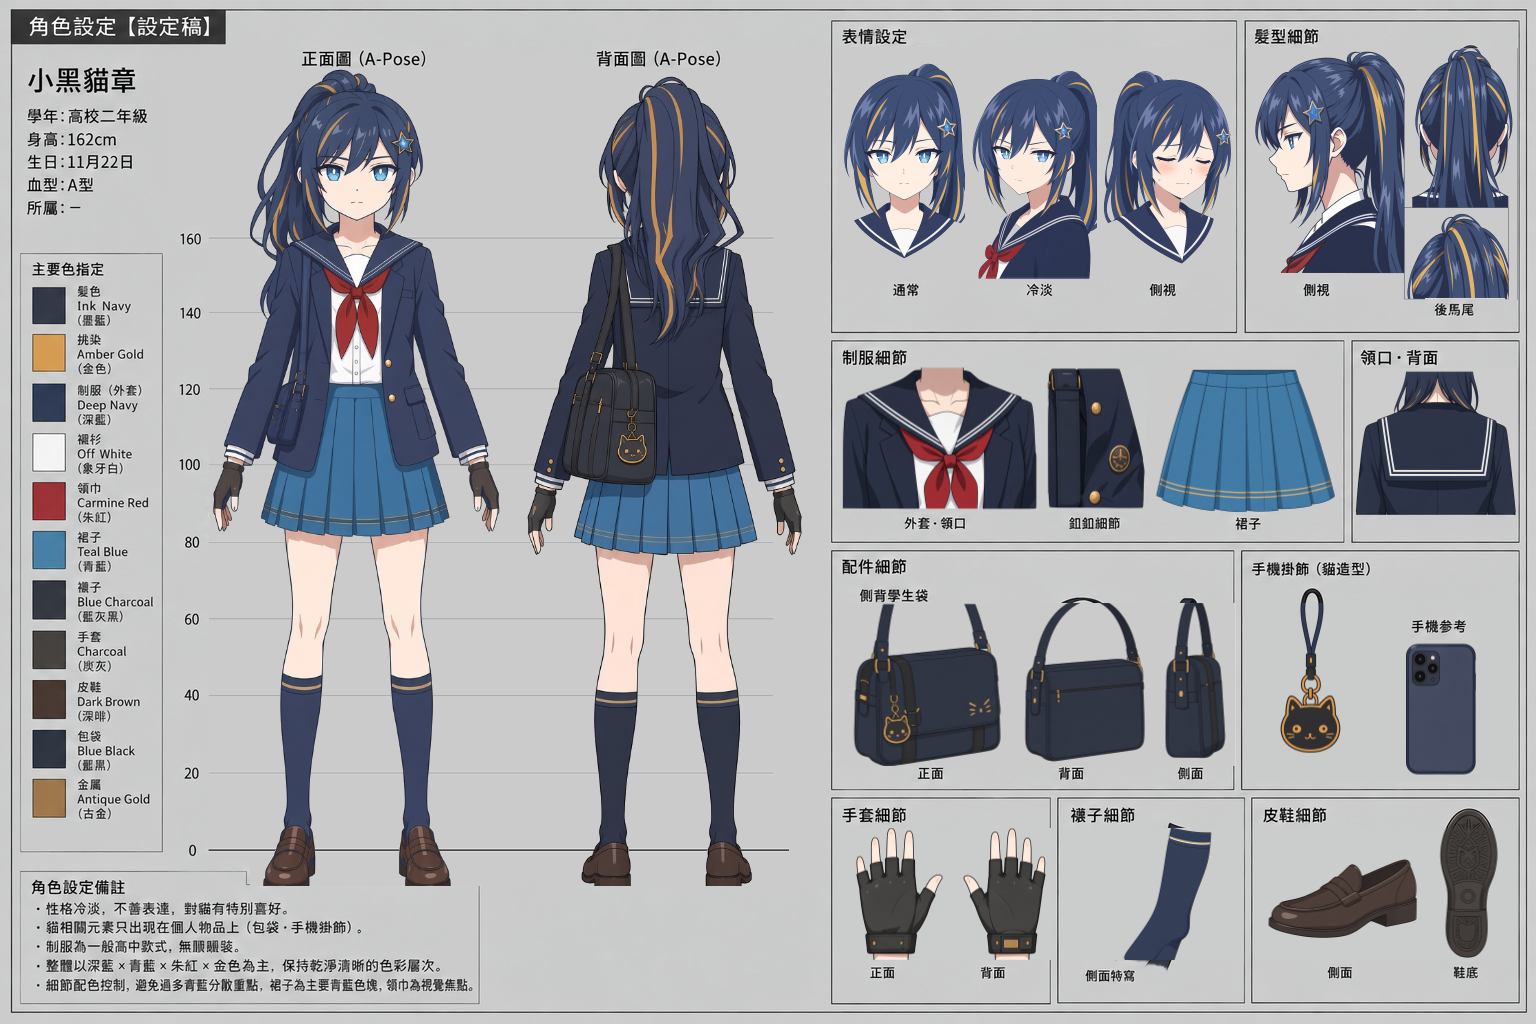 角色設定【設定稿】
小黑貓章
學年：高校二年級
身高：162cm
生日：11月22日
血型：A型
所屬：－
主要色指定
髪色
Ink Navy
挑染
Amber Gold
（金色）
制服（外套）
Deep Navy
（深藍）
襯衫
Off White
（象牙白）
領巾
Carmine Red
（朱紅）
裙子
Teal Blue
（青藍）
襪子
Blue Charcoal
（藍灰黒）
手套
Charcoal
（炭灰）
皮鞋
Dark Brown
（深啡）
包袋
Blue Black
（藍黒）
金属
Antique Gold
（古金）
正面圖（A-Pose）
背面圖（A-Pose）
160
140
120
100
80
60
40
20
0
角色設定備註
・性格冷淡，不善表達，對貓有特別喜好。
・貓相關元素只出現在個人物品上（包袋・手機掛飾）。
・制服為一般高中款式，無
・整體以深藍×青藍×朱紅×金色為主，保持乾淨清晰的色彩層次。
・細節配色控制，避免過多青藍分散重點，裙子為主要青藍色塊，領巾為視覺焦點。
表情設定
通常
冷淡
側視
髪型細節
側視
後馬尾
制服細節
外套・領口
釦釦細節
裙子
領口・背面
配件細節
側背學生袋
正面
背面
側面
手機掛飾（貓造型）
手機参考
手套細節
正面
背面
襪子細節
側面特寫
皮鞋細節
側面
鞋底